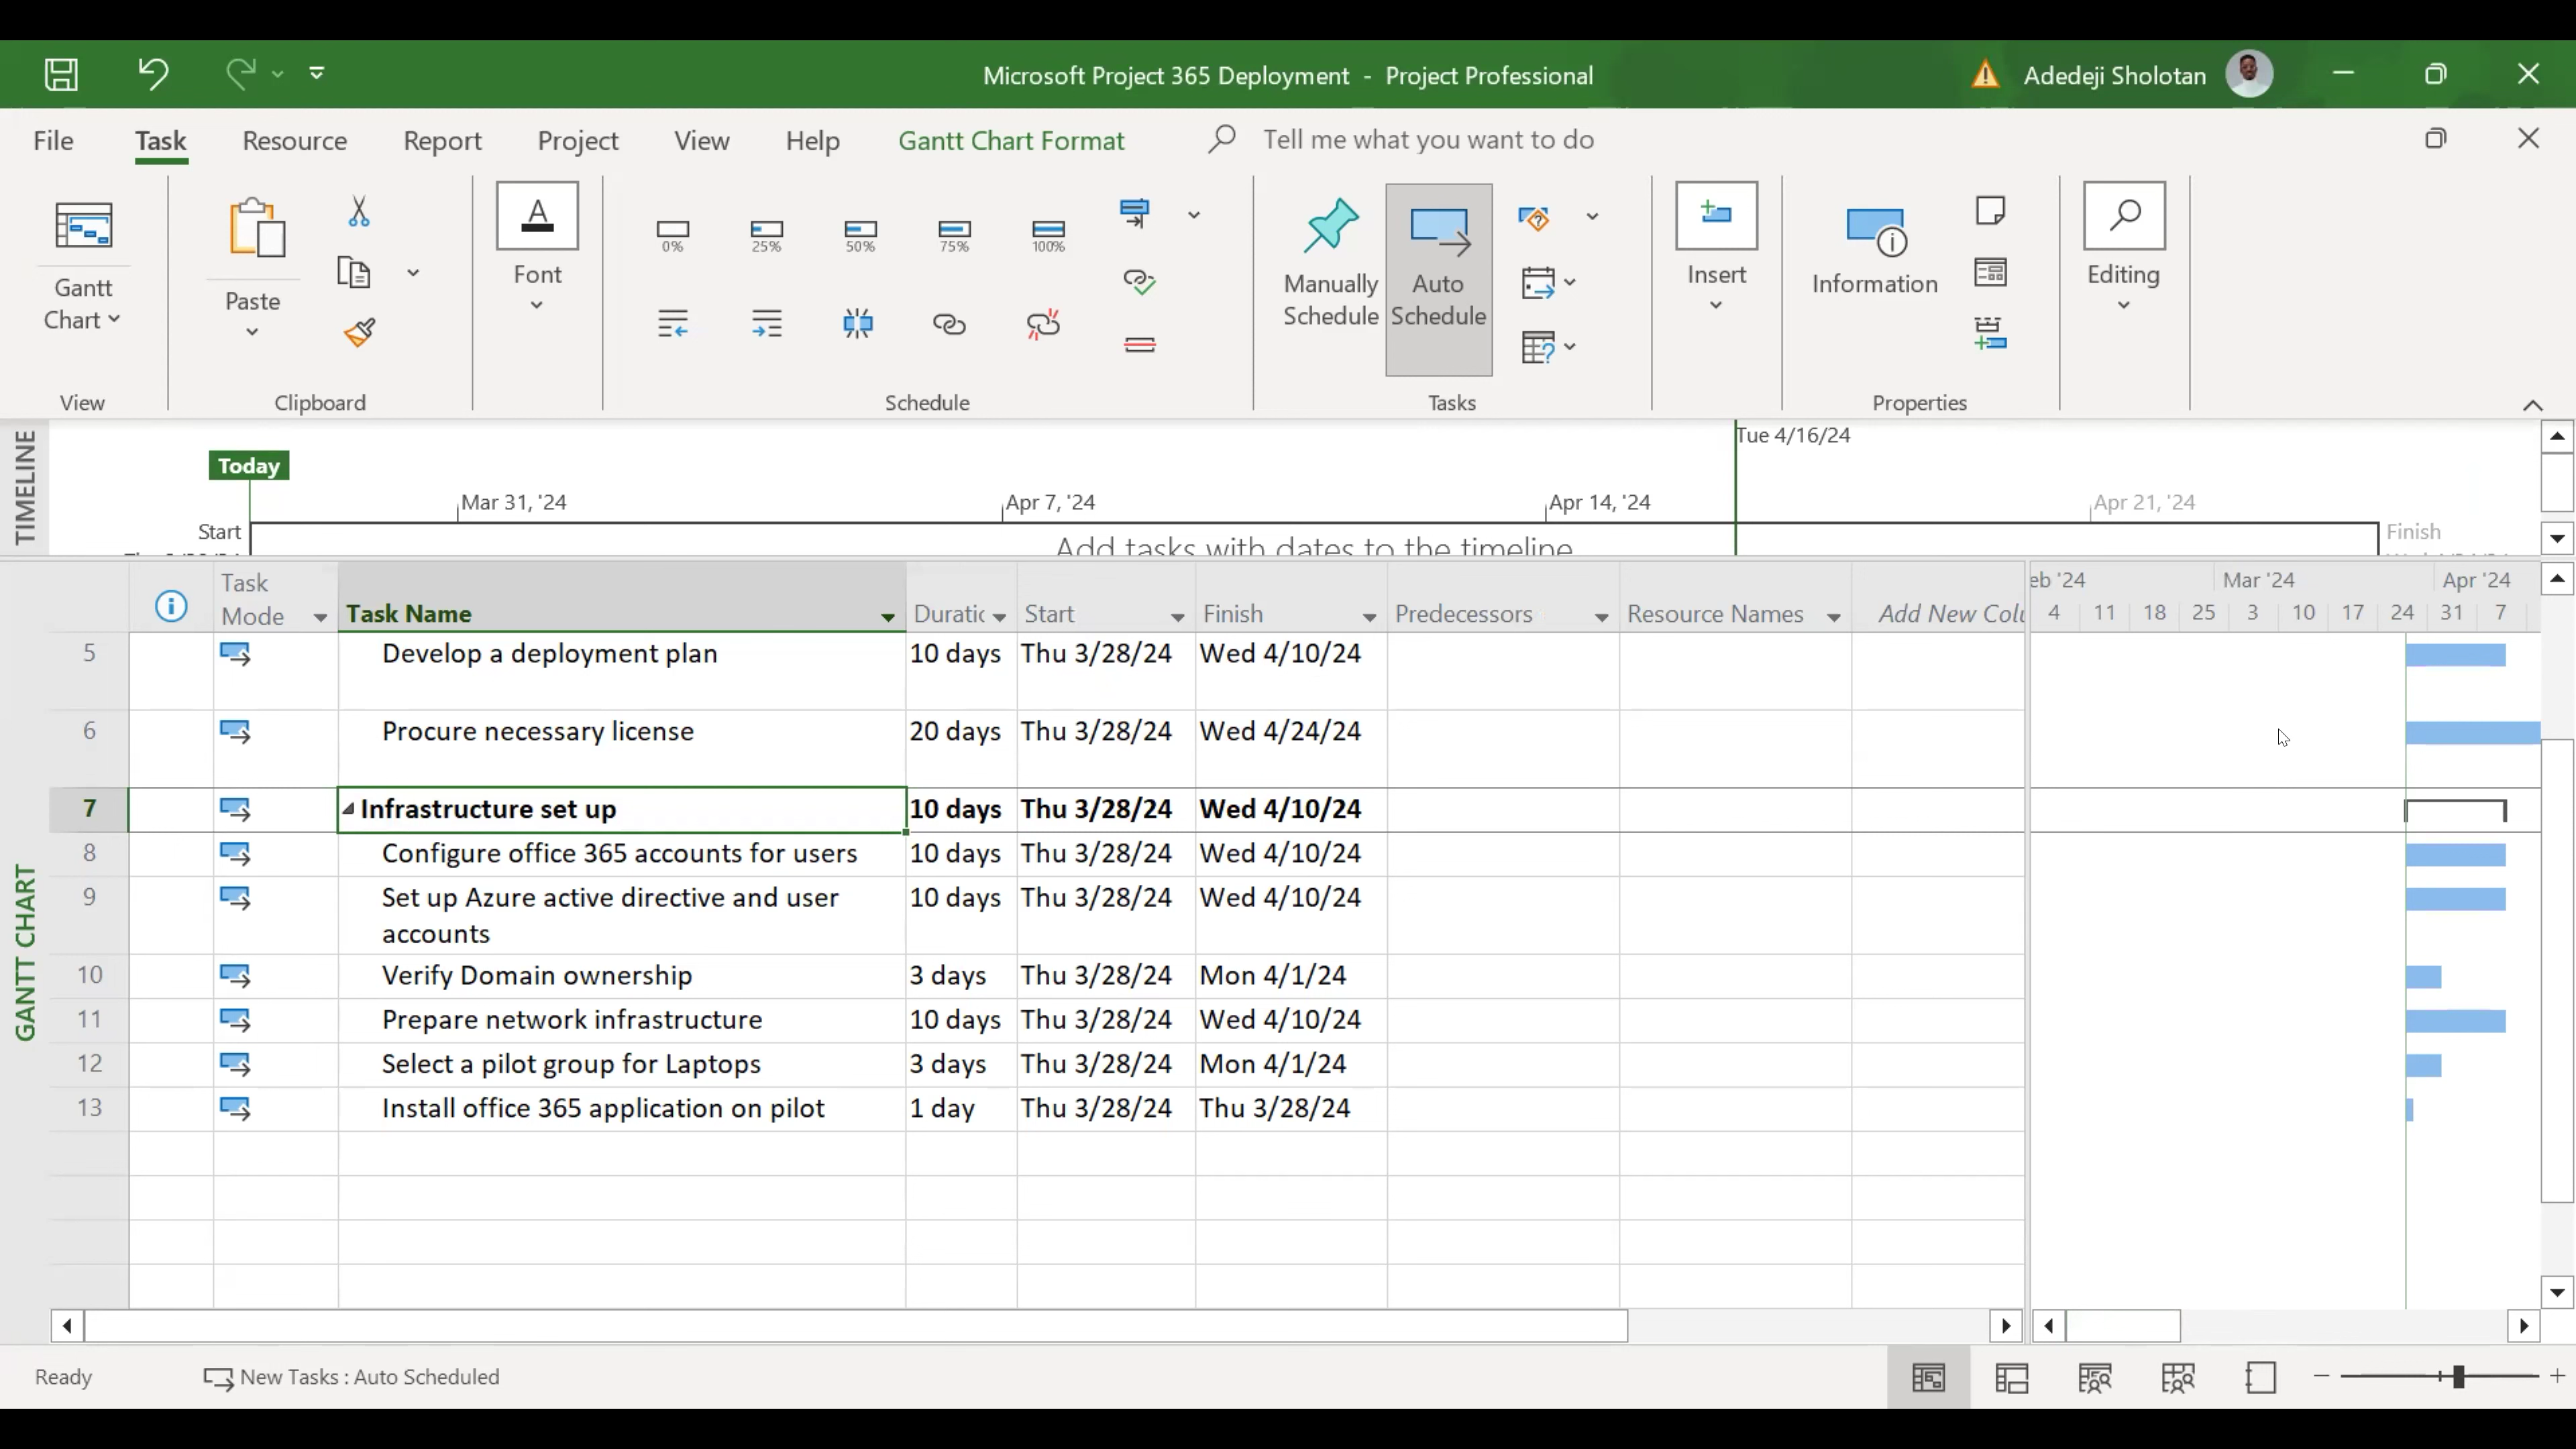 Microsoft Project 365 Deployment - Project Professional
Adedeji Sholotan
File Task Resource Report Project View Help Gantt Chart Format Tell me what you want to do
Gantt Chart
View
Paste
Clipboard
Font
0% 25% 50% 75% 100%
Schedule
Manually Schedule
Auto Schedule
Tasks
Insert
Information
Properties
Editing
TIMELINE
Today
Tue 4/16/24
Mar 31, '24 Apr 7, '24 Apr 14, '24 Apr 21, '24
Start
Add tasks with dates to the timeline
Finish
GANTT CHART
Task Mode Task Name Duratic Start Finish Predecessors Resource Names Add New Colu
eb '24 Mar '24 Apr '24
4 11 18 25 3 10 17 24 31 7
5 Develop a deployment plan 10 days Thu 3/28/24 Wed 4/10/24
6 Procure necessary license 20 days Thu 3/28/24 Wed 4/24/24
7 Infrastructure set up 10 days Thu 3/28/24 Wed 4/10/24
8 Configure office 365 accounts for users 10 days Thu 3/28/24 Wed 4/10/24
9 Set up Azure active directive and user 10 days Thu 3/28/24 Wed 4/10/24
accounts
10 Verify Domain ownership 3 days Thu 3/28/24 Mon 4/1/24
11 Prepare network infrastructure 10 days Thu 3/28/24 Wed 4/10/24
12 Select a pilot group for Laptops 3 days Thu 3/28/24 Mon 4/1/24
13 Install office 365 application on pilot 1 day Thu 3/28/24 Thu 3/28/24
Ready New Tasks : Auto Scheduled